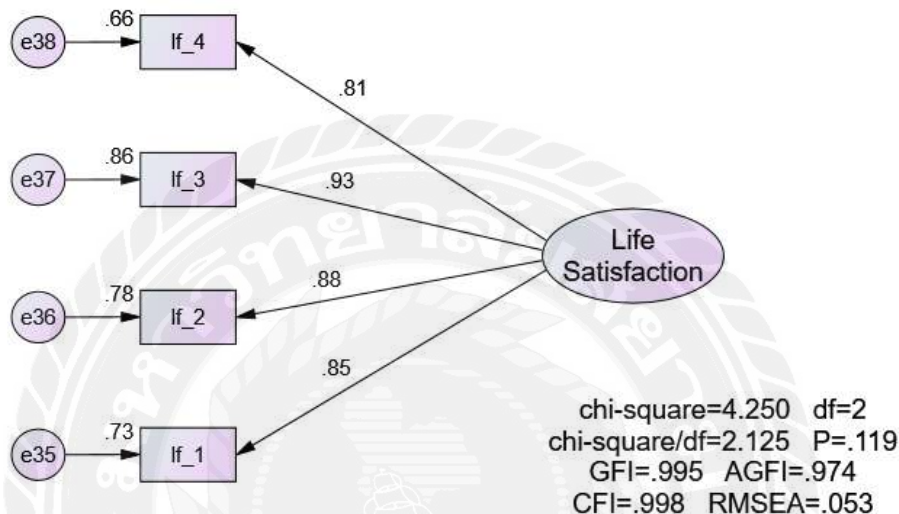 e38
.66
lf_4
.81
e37
.86
lf_3
.93
Life
Satisfaction
e36
.78
lf_2
.88
.85
e35
.73
lf_1
chi-square=4.250 df=2
chi-square/df=2.125 P=.119
GFI=.995 AGFI=.974
CFI=.998 RMSEA=.053